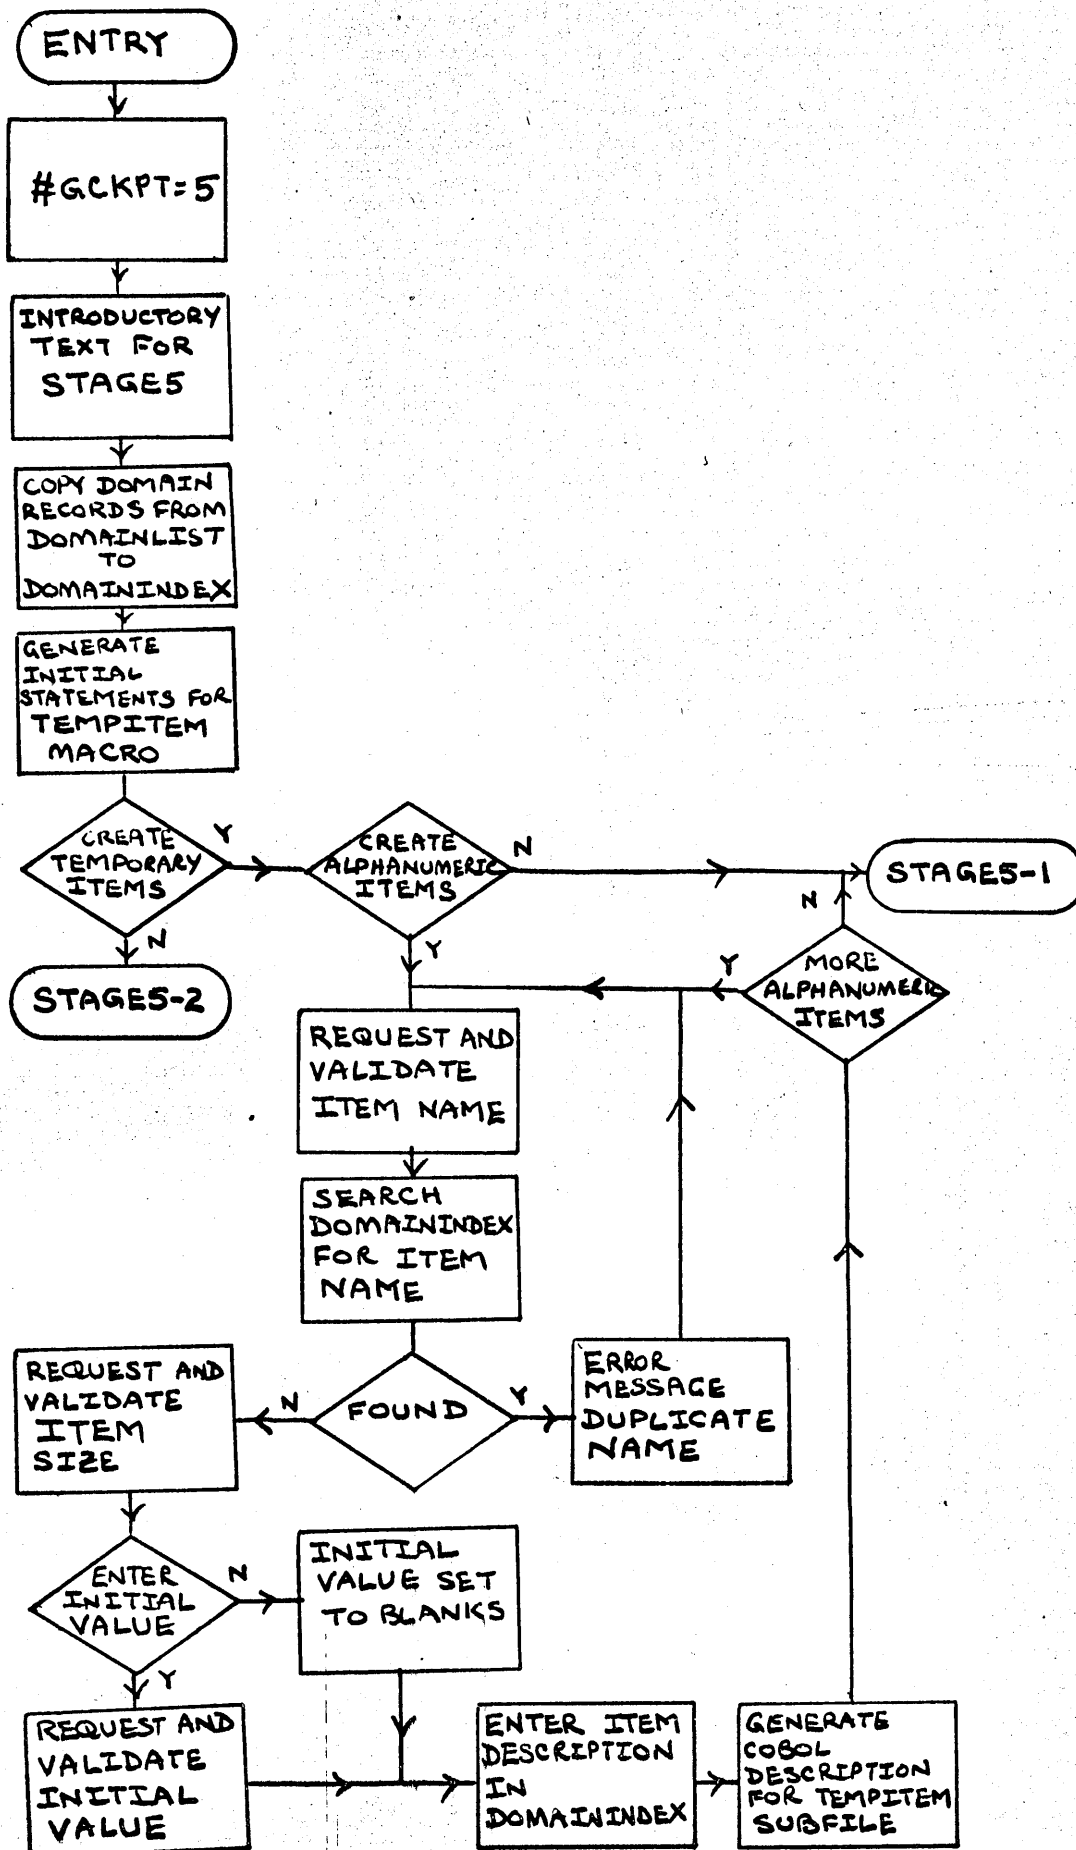 ENTRY
#GCKPT=5
INTRODUCTORY
TEXT FOR
STAGE5
COPY DOMAIN
RECORDS FROM
DOMAINLIST
TO
DOMAININDEX
GENERATE
INITIAL
STATEMENTS FOR
TEMPITEM
MACRO
CREATE
TEMPORARY
ITEMS
Y
N
STAGE5-2
CREATE
ALPHANUMERIC
ITEMS
N
Y
STAGE5-1
N
MORE
ALPHANUMERIC
ITEMS
Y
REQUEST AND
VALIDATE
ITEM NAME
SEARCH
DOMAININDEX
FOR ITEM
NAME
FOUND
N
Y
ERROR
MESSAGE
DUPLICATE
NAME
REQUEST AND
VALIDATE
ITEM
SIZE
ENTER
INITIAL
VALUE
N
Y
INITIAL
VALUE SET
TO BLANKS
REQUEST AND
VALIDATE
INITIAL
VALUE
ENTER ITEM
DESCRIPTION
IN
DOMAININDEX
GENERATE
COBOL
DESCRIPTION
FOR TEMPITEM
SUBFILE